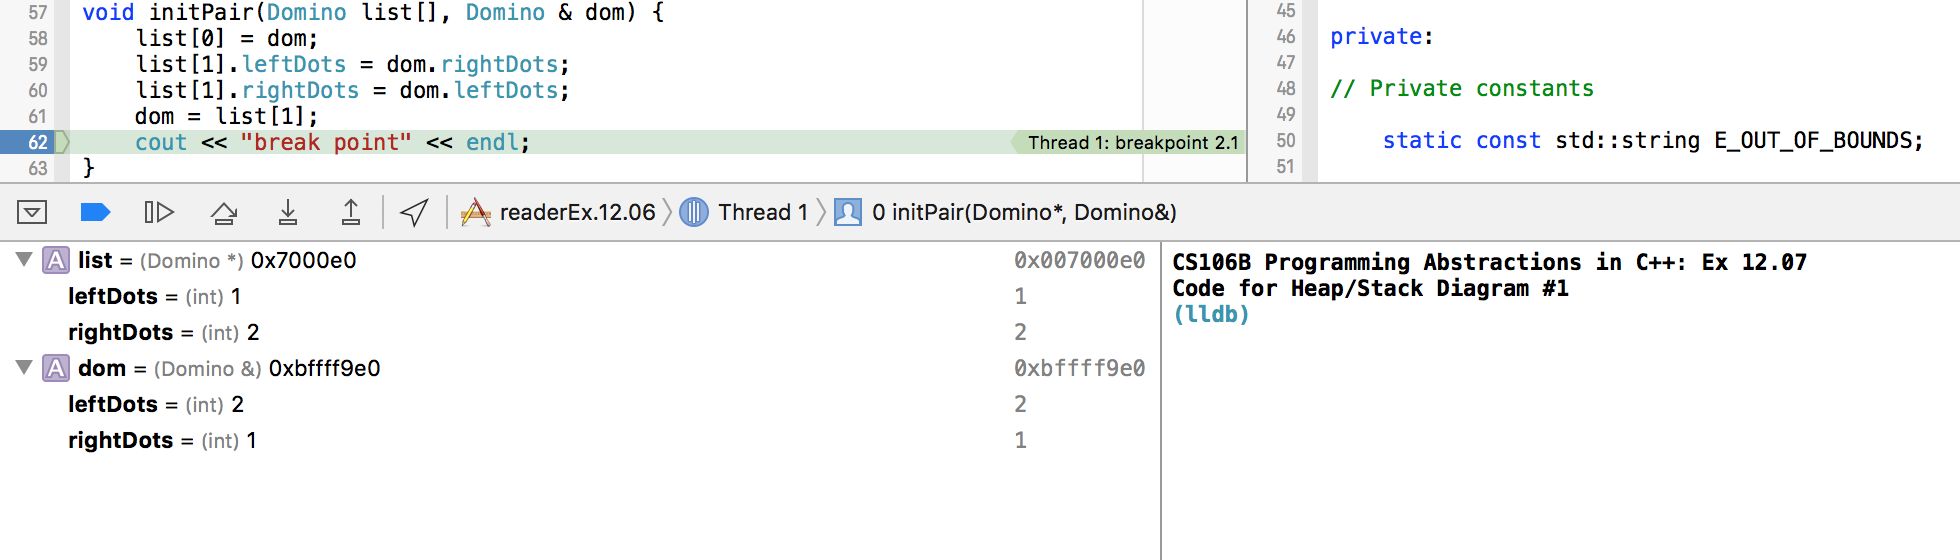 57 void initPair(Domino list[], Domino & dom) {
58 list[0] = dom;
59 list[1].leftDots = dom.rightDots;
60 list[1].rightDots = dom.leftDots;
61 dom = list[1];
62 cout << "break point" << endl; Thread 1: breakpoint 2.1
63 }
45
46 private:
47
48 // Private constants
49
50 static const std::string E_OUT_OF_BOUNDS;
51
readerEx.12.06 Thread 1 0 initPair(Domino*, Domino&)
A list = (Domino *) 0x7000e0 0x007000e0
leftDots = (int) 1 1
rightDots = (int) 2 2
A dom = (Domino &) 0xbffff9e0 0xbffff9e0
leftDots = (int) 2 2
rightDots = (int) 1 1
CS106B Programming Abstractions in C++: Ex 12.07
Code for Heap/Stack Diagram #1
(lldb)